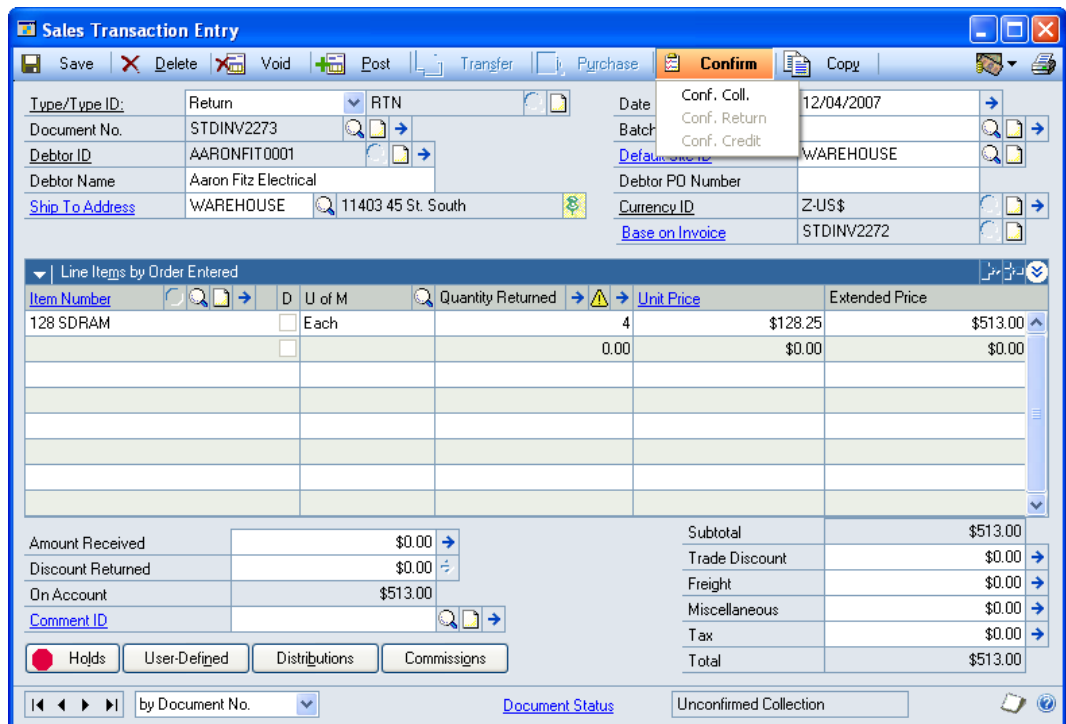 Sales Transaction Entry
Save Delete Void Post Transfer Purchase Confirm Copy
Conf. Coll.
Conf. Return
Conf. Credit
Type/Type ID: Return RTN Date 12/04/2007
Document No. STDINV2273 Batch
Debtor ID AARONFIT0001 Default Site ID WAREHOUSE
Debtor Name Aaron Fitz Electrical Debtor PO Number
Ship To Address WAREHOUSE 11403 45 St. South Currency ID Z-US$
Base on Invoice STDINV2272
Line Items by Order Entered
Item Number D U of M Quantity Returned Unit Price Extended Price
128 SDRAM Each 4 $128.25 $513.00
0.00 $0.00 $0.00
Subtotal $513.00
Amount Received $0.00 Trade Discount $0.00
Discount Returned $0.00 Freight $0.00
On Account $513.00 Miscellaneous $0.00
Comment ID Tax $0.00
Holds User-Defined Distributions Commissions Total $513.00
by Document No. Document Status Unconfirmed Collection